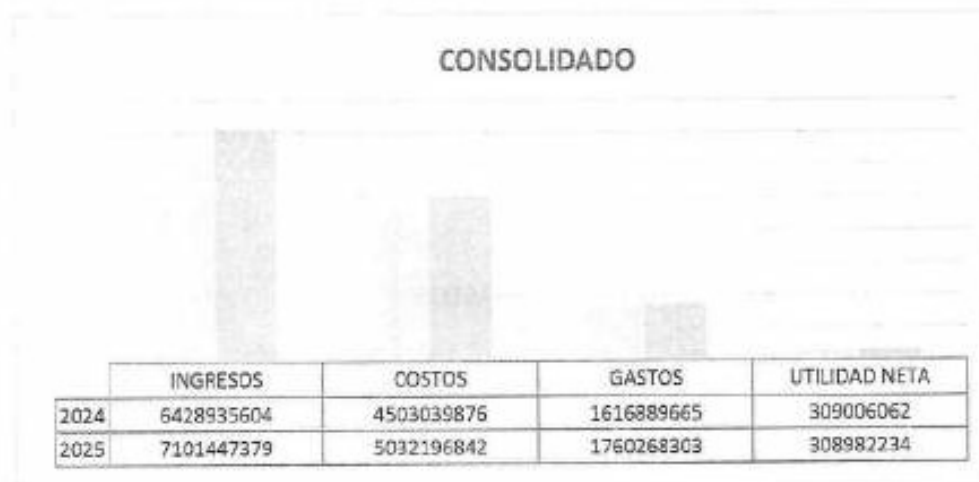 CONSOLIDADO
INGRESOS COSTOS GASTOS UTILIDAD NETA
2024 6428935604 4503039876 1616889665 309006062
2025 7101447379 5032196842 1760268303 308982234